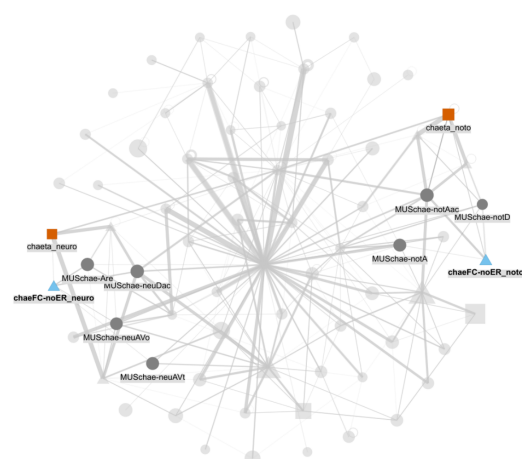 chaeta_noto
MUSchae-notAac
MUSchae-notD
chaeta_neuro
MUSchae-notA
chaeFC-noER_noto
MUSchae-Are
MUSchae-neuDac
chaeFC-noER_neuro
MUSchae-neuAVo
MUSchae-neuAVt